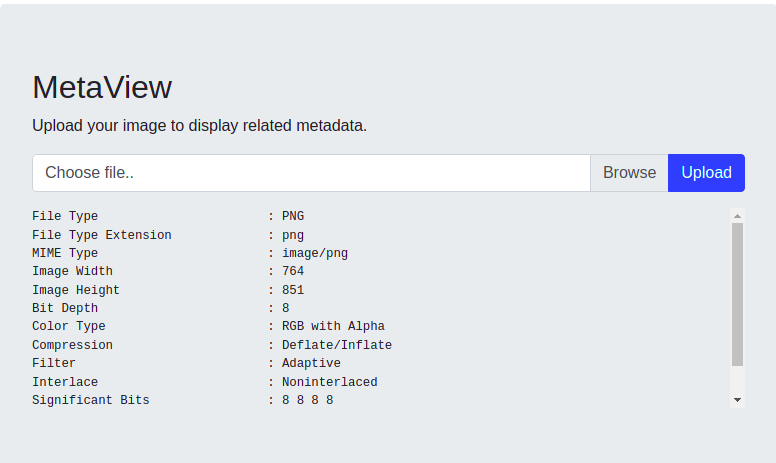 MetaView
Upload your image to display related metadata.
Choose file.. Browse Upload
File Type : PNG
File Type Extension : png
MIME Type : image/png
Image Width : 764
Image Height : 851
Bit Depth : 8
Color Type : RGB with Alpha
Compression : Deflate/Inflate
Filter : Adaptive
Interlace : Noninterlaced
Significant Bits : 8 8 8 8